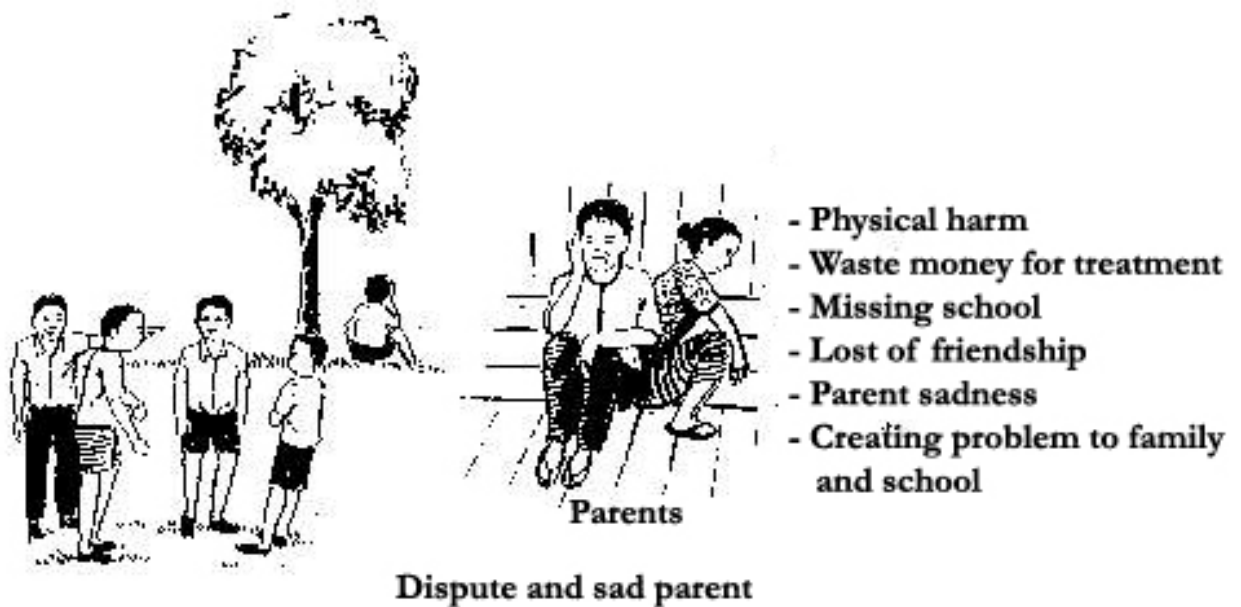 - Physical harm
- Waste money for treatment
- Missing school
- Lost of friendship
- Parent sadness
- Creating problem to family
and school
Parents
Dispute and sad parent